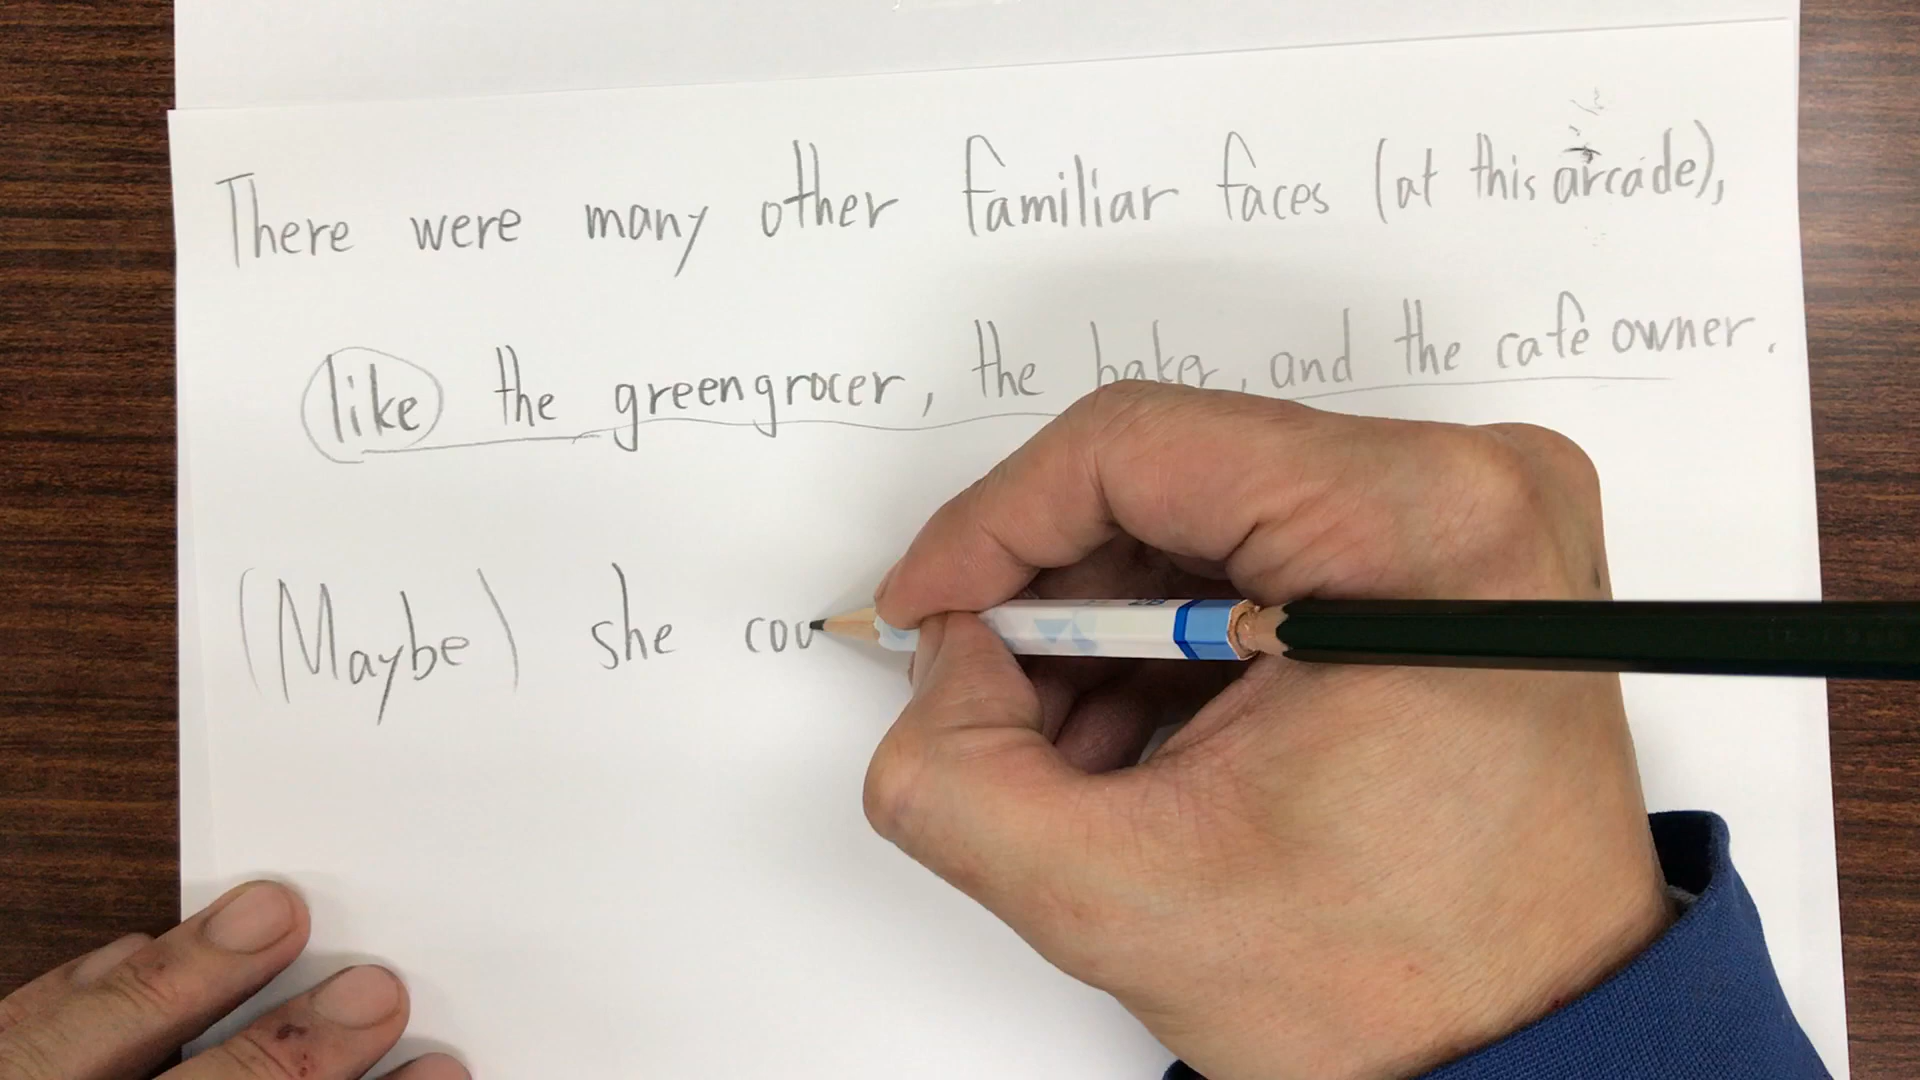 There were many other familiar faces (at this arcade),
like the greengrocer, the baker, and the café owner.
(Maybe) she cou